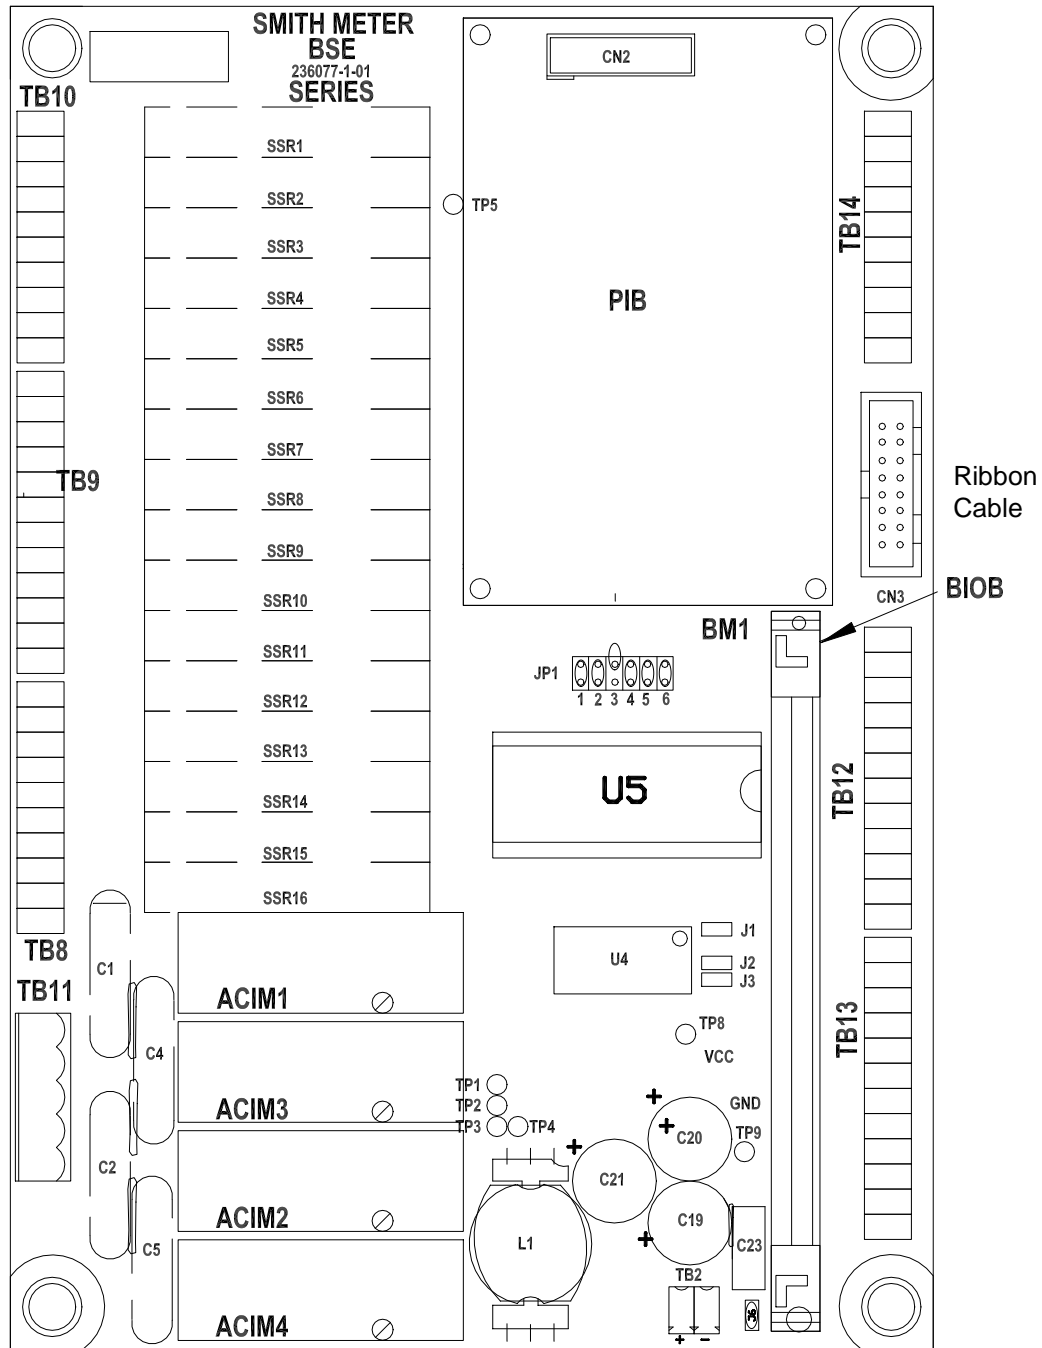 SMITH METER
BSE
236077-1-01
SERIES
CN2
TB10
SSR1
SSR2
TP5
TB14
SSR3
SSR4
PIB
SSR5
SSR6
SSR7
TB9
Ribbon
Cable
SSR8
SSR9
SSR10
CN3
BIOB
BM1
SSR11
JP1
1 2 3 4 5 6
SSR12
SSR13
U5
TB12
SSR14
SSR15
SSR16
J1
TB8
U4
J2
C1
J3
TB11
ACIM1
TB13
TP8
C4
VCC
TP1
+
GND
TP2
ACIM3
+
TP3
TP4
C20
TP9
+
C2
C21
ACIM2
C19
+
C5
L1
C23
TB2
J6
ACIM4
+ -